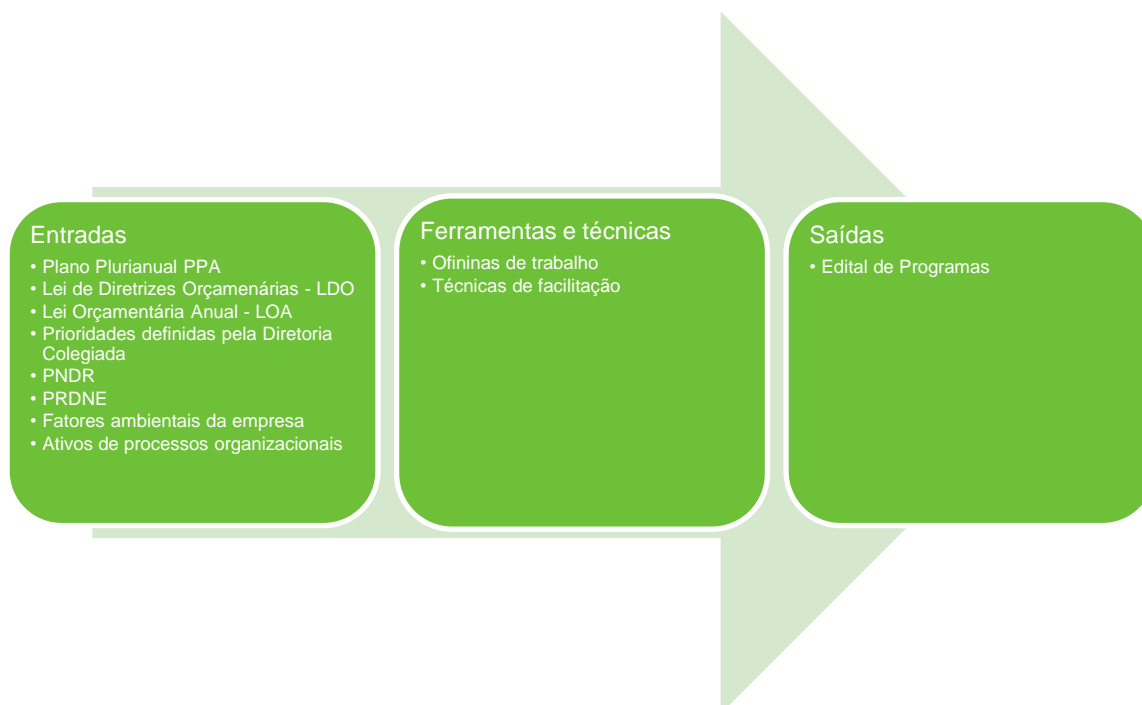 Entradas
• Plano Plurianual PPA
• Lei de Diretrizes Orçamenárias - LDO
• Lei Orçamentária Anual - LOA
• Prioridades definidas pela Diretoria
Colegiada
• PNDR
• PRDNE
• Fatores ambientais da empresa
• Ativos de processos organizacionais
Ferramentas e técnicas
• Ofininas de trabalho
• Técnicas de facilitação
Saídas
• Edital de Programas